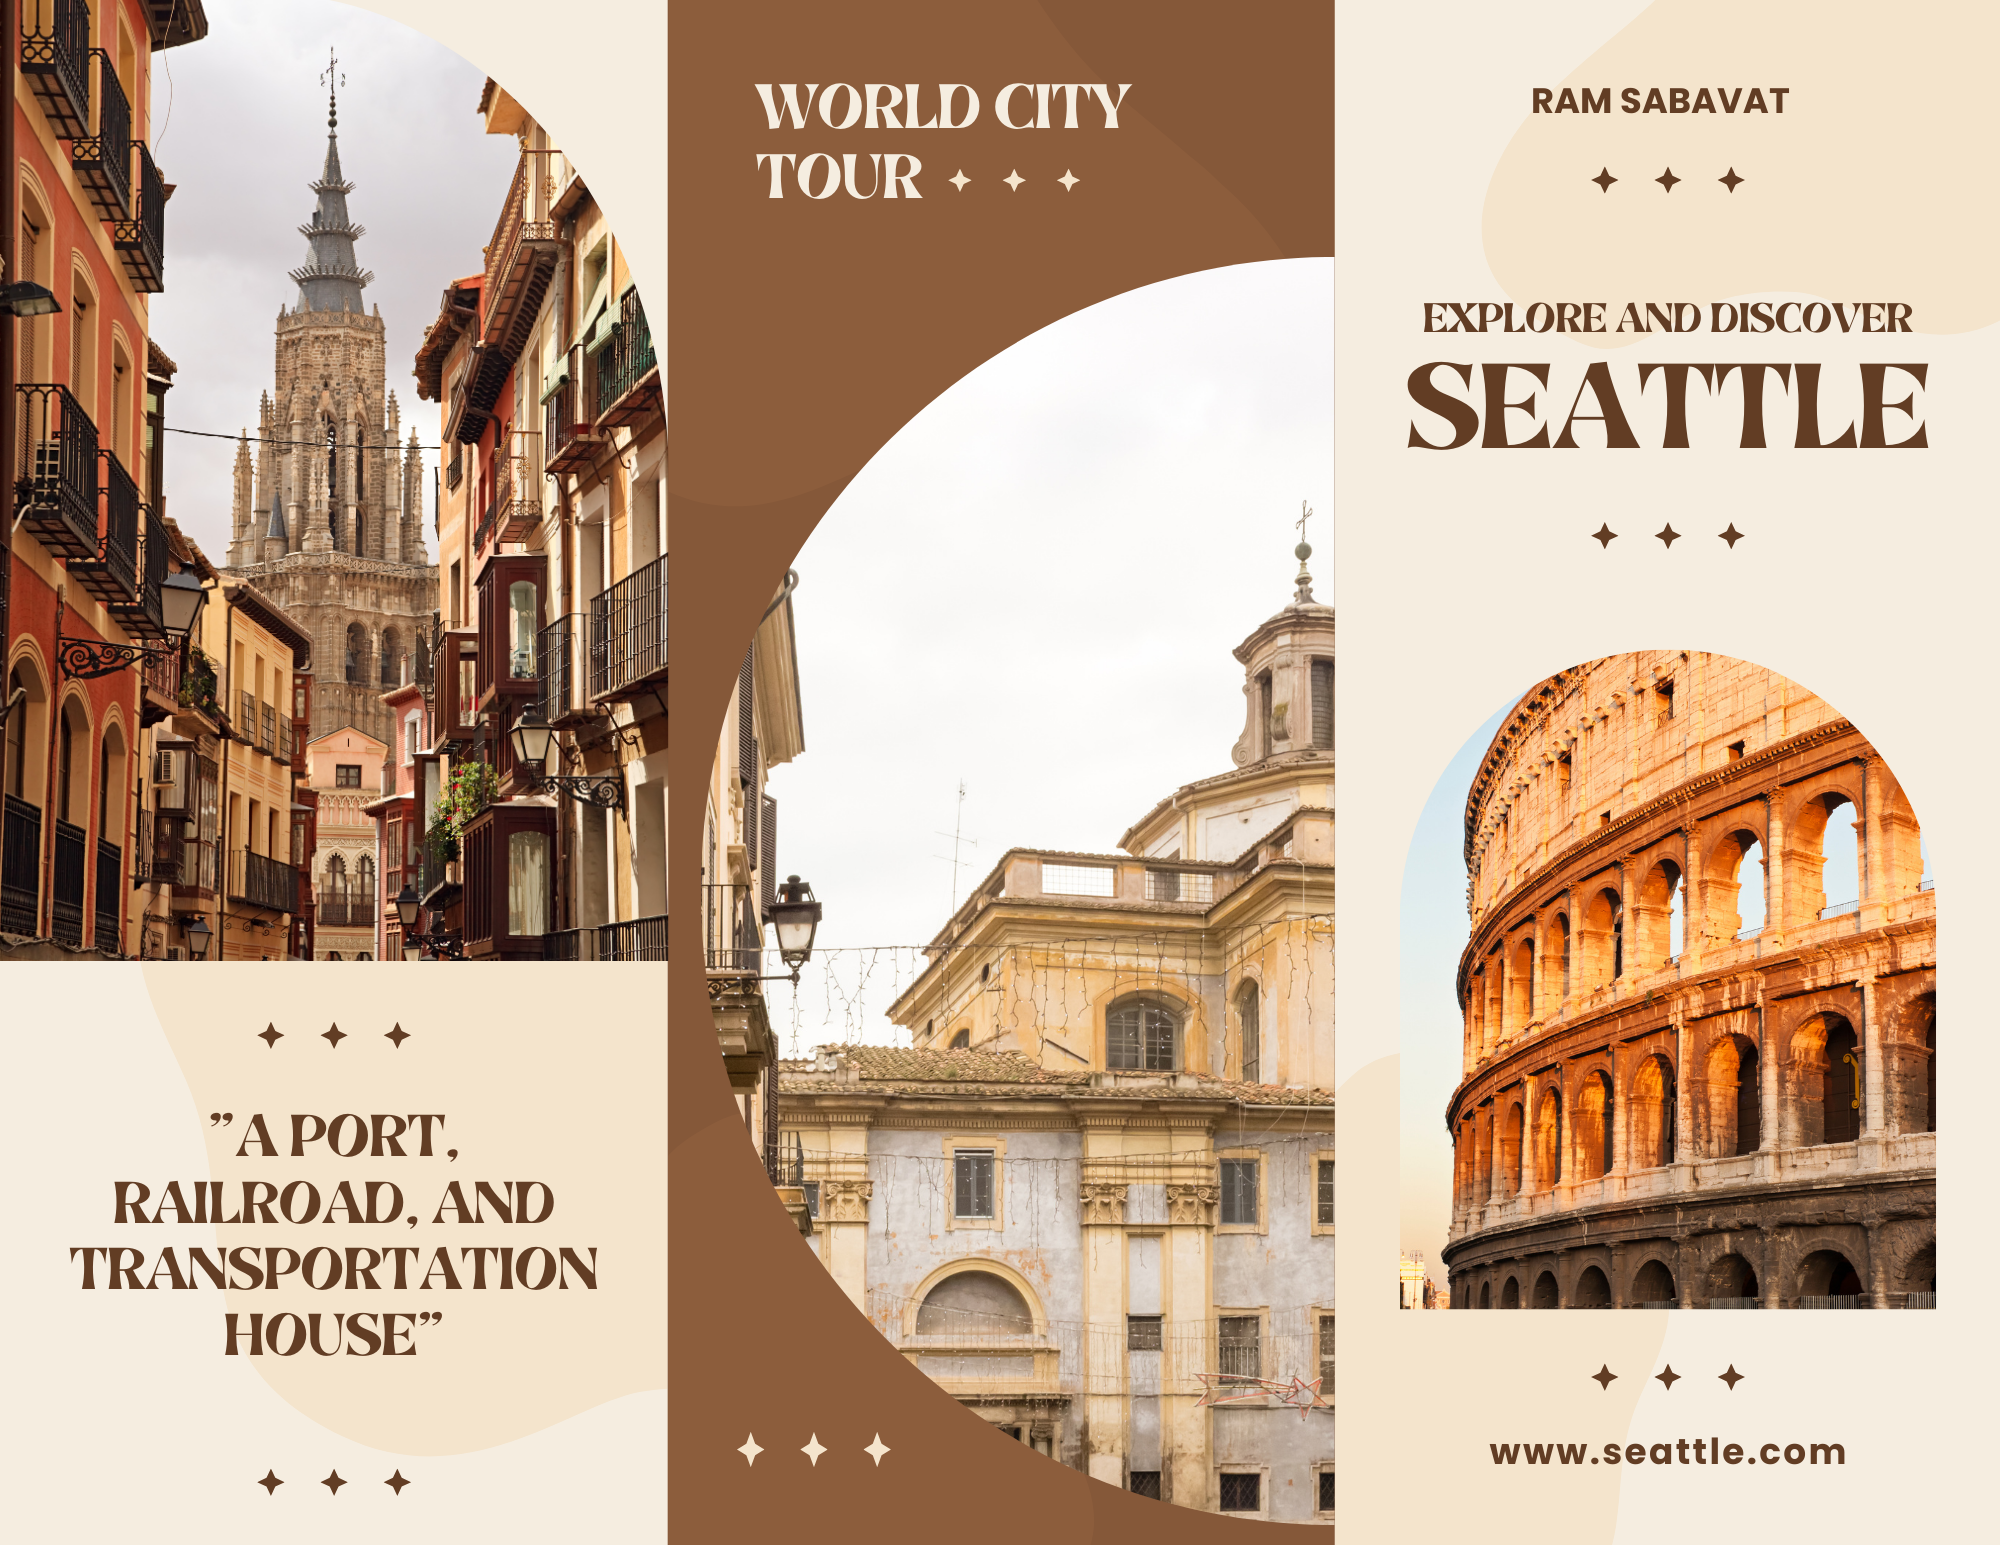 ”A PORT,
RAILROAD, AND
TRANSPORTATION
HOUSE”
WORLD CITY
TOUR
RAM SABAVAT
EXPLORE AND DISCOVER
SEATTLE
www.seattle.com